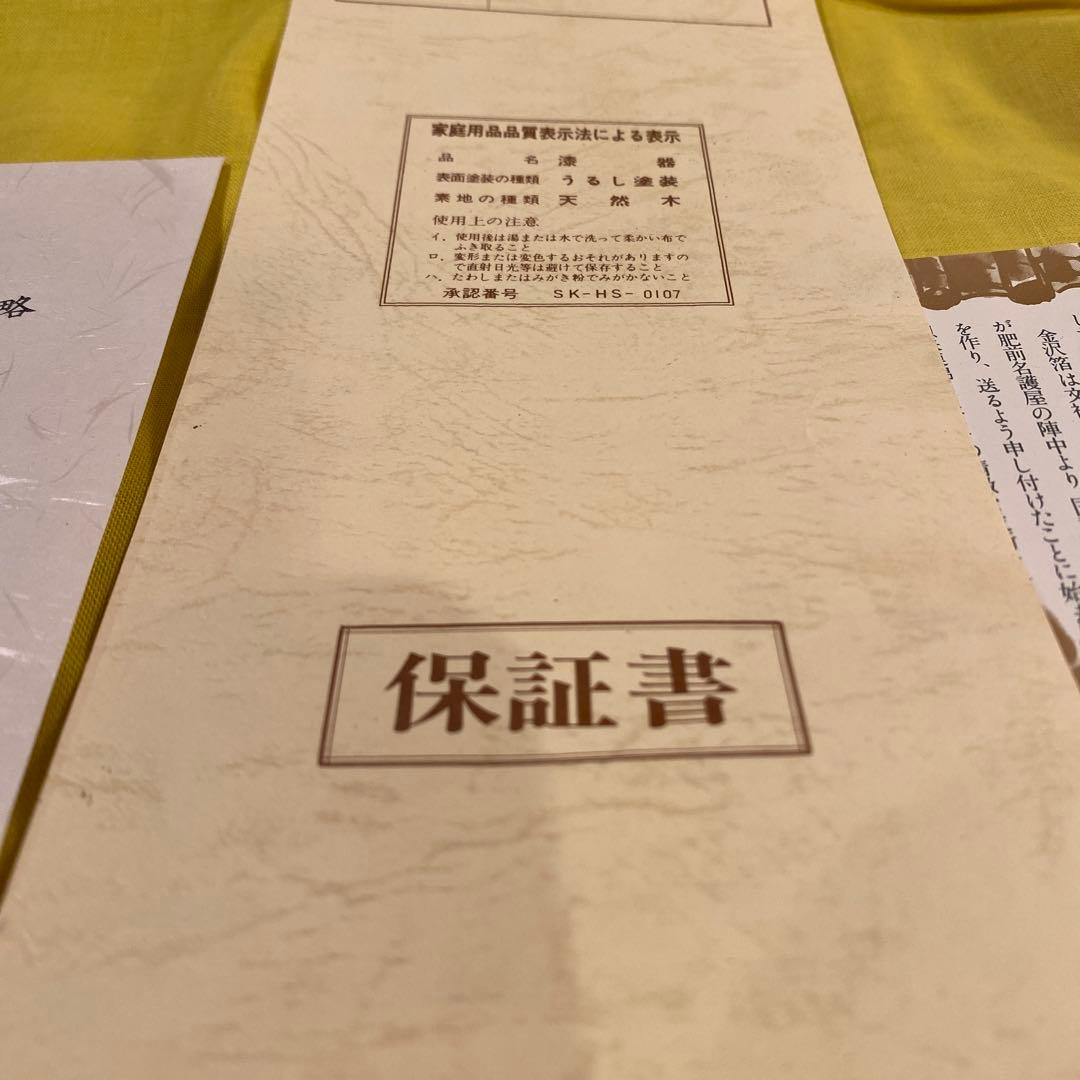 家庭用品品質表示法による表示
品名 漆器
表面塗装の種類 うるし塗装
素地の種類 天然木
使用上の注意
イ．使用後は湯または水で洗って柔かい布で
ふき取ること
ロ．変形または変色するおそれがありますの
で直射日光等は避けて保存すること
ハ．たわしまたはみがき粉でみがかないこと
承認番号 SK-HS-0107
保証書
略
金沢箔は文禄
が肥前名護屋の陣中より
を作り、送るよう申し付けたことに始